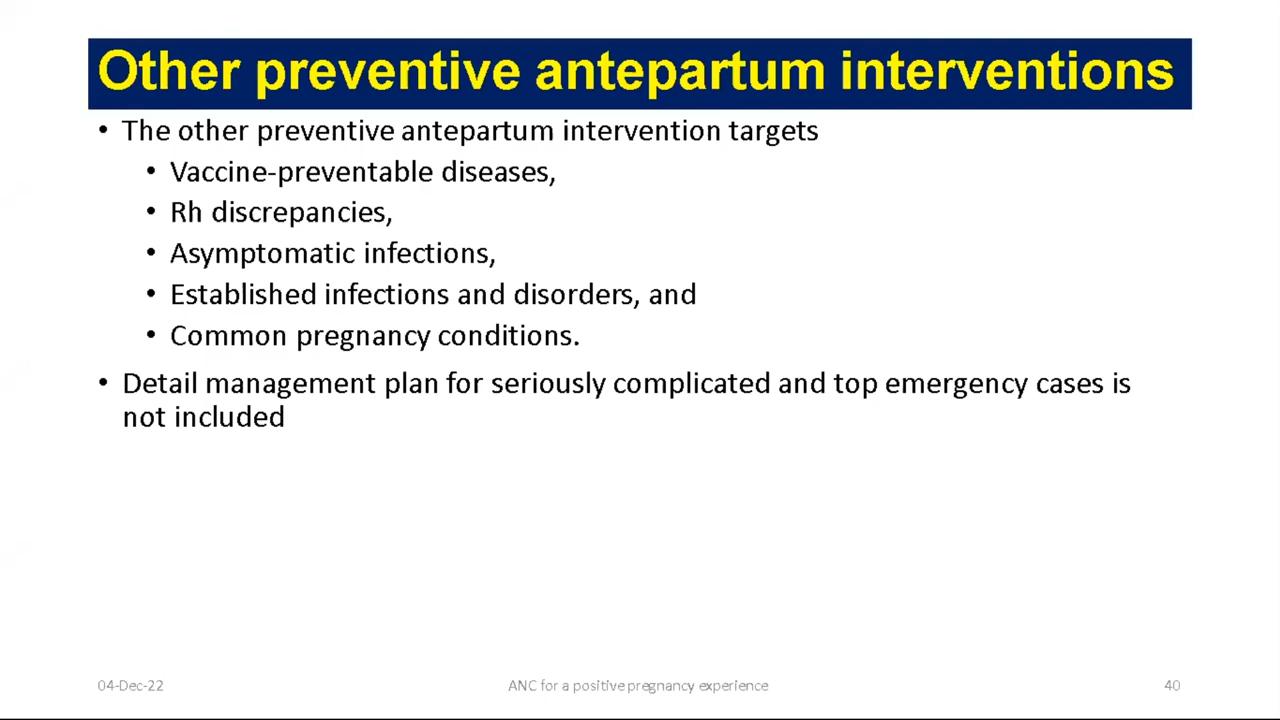 Other preventive antepartum interventions
• The other preventive antepartum intervention targets
• Vaccine-preventable diseases,
• Rh discrepancies,
• Asymptomatic infections,
• Established infections and disorders, and
• Common pregnancy conditions.
• Detail management plan for seriously complicated and top emergency cases is
not included
04-Dec-22
ANC for a positive pregnancy experience
40